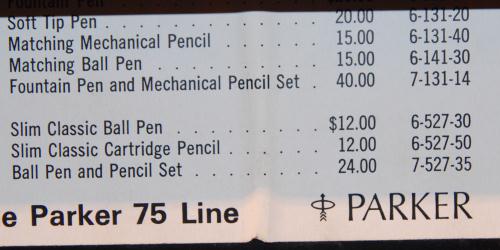 Fountain Pen
Soft Tip Pen . . . . . . . . . . 20.00 6-131-20
Matching Mechanical Pencil . . . . . . 15.00 6-131-40
Matching Ball Pen . . . . . . . . . 15.00 6-141-30
Fountain Pen and Mechanical Pencil Set . 40.00 7-131-14
Slim Classic Ball Pen . . . . . . . . $12.00 6-527-30
Slim Classic Cartridge Pencil . . . . . 12.00 6-527-50
Ball Pen and Pencil Set . . . . . . . 24.00 7-527-35
e Parker 75 Line PARKER